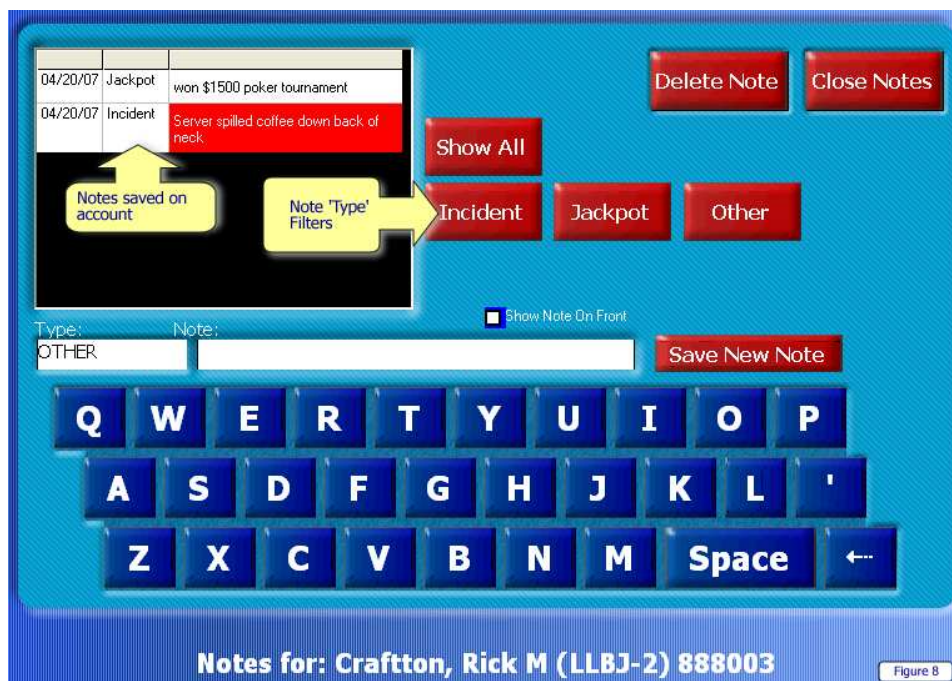 Delete Note Close Notes
04/20/07 Jackpot won $1500 poker tournament
04/20/07 Incident Server spilled coffee down back of
neck
Show All
Notes saved on
account
Note 'Type'
Filters
Incident Jackpot Other
Show Note On Front
Type: Note:
OTHER
Save New Note
Q W E R T Y U I O P
A S D F G H J K L '
Z X C V B N M Space ←
Notes for: Craftton, Rick M (LLBJ-2) 888003
Figure 8